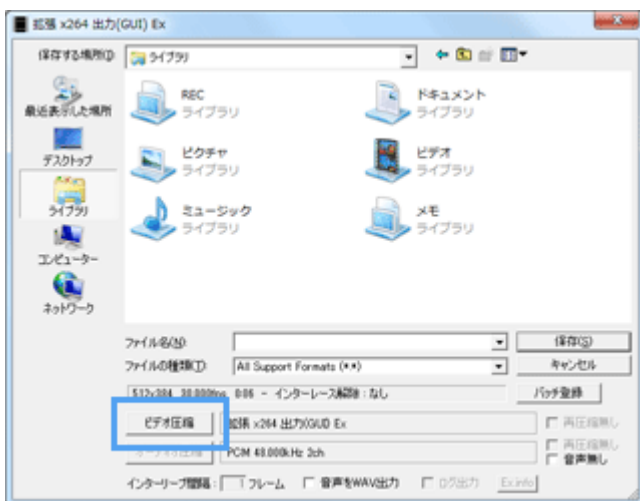 拡張 x264 出力(GUI) Ex
保存する場所(I):
ライブラリ
最近表示した場所
デスクトップ
ライブラリ
コンピューター
ネットワーク
REC
ライブラリ
ドキュメント
ライブラリ
ピクチャ
ライブラリ
ビデオ
ライブラリ
ミュージック
ライブラリ
メモ
ライブラリ
ファイル名(N):
保存(S)
ファイルの種類(T):
All Support Formats (*.*)
キャンセル
512x384 30.000fps 0:06 - インターレース解除 : なし
バッチ登録
ビデオ圧縮
拡張 x264 出力(GUI) Ex
再圧縮無し
オーディオ圧縮
PCM 48.000kHz 2ch
再圧縮無し
音声無し
インターリーブ間隔 :
1 フレーム
音声をWAV出力
ログ出力
Ex.info